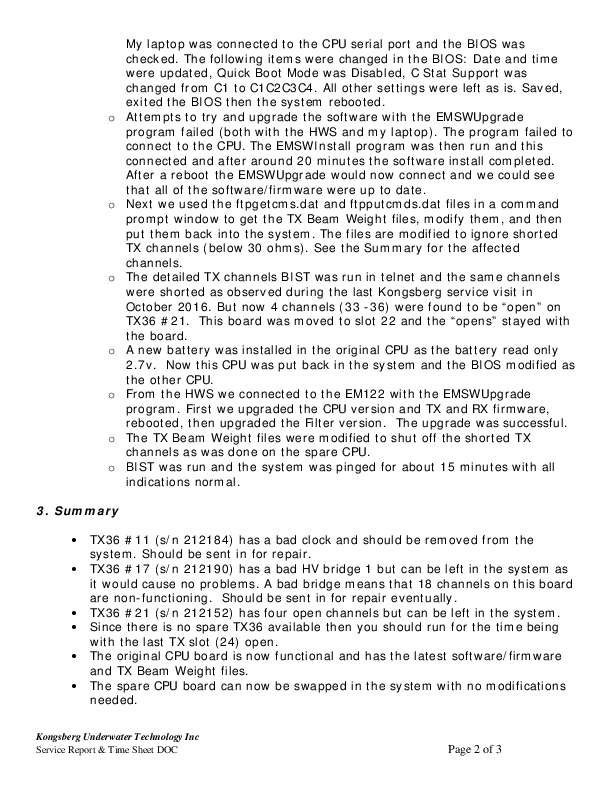 My laptop was connected to the CPU serial port and the BIOS was
checked. The following items were changed in the BIOS: Date and time
were updated, Quick Boot Mode was Disabled, C Stat Support was
changed from C1 to C1C2C3C4. All other settings were left as is. Saved,
exited the BIOS then the system rebooted.
o Attempts to try and upgrade the software with the EMSWUpgrade
program failed (both with the HWS and my laptop). The program failed to
connect to the CPU. The EMSWInstall program was then run and this
connected and after around 20 minutes the software install completed.
After a reboot the EMSWUpgrade would now connect and we could see
that all of the software/firmware were up to date.
o Next we used the ftpgetcms.dat and ftpputcmds.dat files in a command
prompt window to get the TX Beam Weight files, modify them, and then
put them back into the system. The files are modified to ignore shorted
TX channels (below 30 ohms). See the Summary for the affected
channels.
o The detailed TX channels BIST was run in telnet and the same channels
were shorted as observed during the last Kongsberg service visit in
October 2016. But now 4 channels (33 -36) were found to be “open” on
TX36 #21. This board was moved to slot 22 and the “opens” stayed with
the board.
o A new battery was installed in the original CPU as the battery read only
2.7v. Now this CPU was put back in the system and the BIOS modified as
the other CPU.
o From the HWS we connected to the EM122 with the EMSWUpgrade
program. First we upgraded the CPU version and TX and RX firmware,
rebooted, then upgraded the Filter version. The upgrade was successful.
o The TX Beam Weight files were modified to shut off the shorted TX
channels as was done on the spare CPU.
o BIST was run and the system was pinged for about 15 minutes with all
indications normal.
3. Summary
• TX36 #11 (s/n 212184) has a bad clock and should be removed from the
system. Should be sent in for repair.
• TX36 #17 (s/n 212190) has a bad HV bridge 1 but can be left in the system as
it would cause no problems. A bad bridge means that 18 channels on this board
are non-functioning. Should be sent in for repair eventually.
• TX36 #21 (s/n 212152) has four open channels but can be left in the system.
• Since there is no spare TX36 available then you should run for the time being
with the last TX slot (24) open.
• The original CPU board is now functional and has the latest software/firmware
and TX Beam Weight files.
• The spare CPU board can now be swapped in the system with no modifications
needed.
Kongsberg Underwater Technology Inc
Service Report & Time Sheet DOC Page 2 of 3